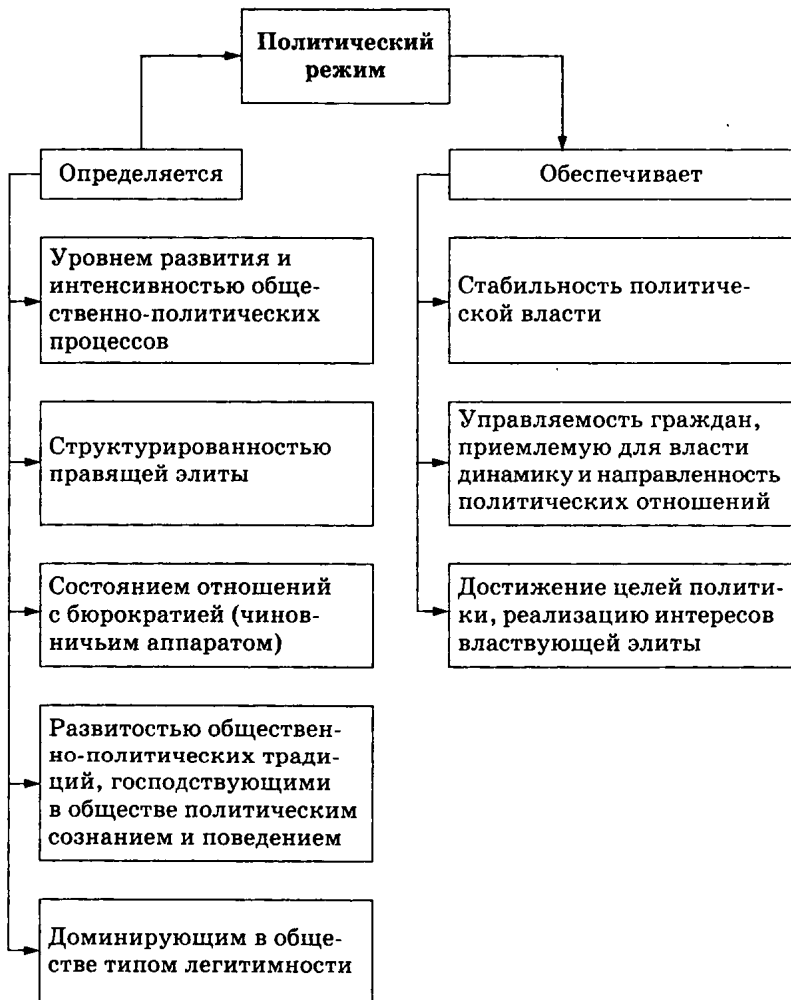 Политический
режим
Определяется
Уровнем развития и
интенсивностью обще-
ственно-политических
процессов
Структурированностью
правящей элиты
Состоянием отношений
с бюрократией (чинов-
ничьим аппаратом)
Развитостью обществен-
но-политических тради-
ций, господствующими
в обществе политическим
сознанием и поведением
Доминирующим в обще-
стве типом легитимности
Обеспечивает
Стабильность политиче-
ской власти
Управляемость граждан,
приемлемую для власти
динамику и направленность
политических отношений
Достижение целей полити-
ки, реализацию интересов
властвующей элиты